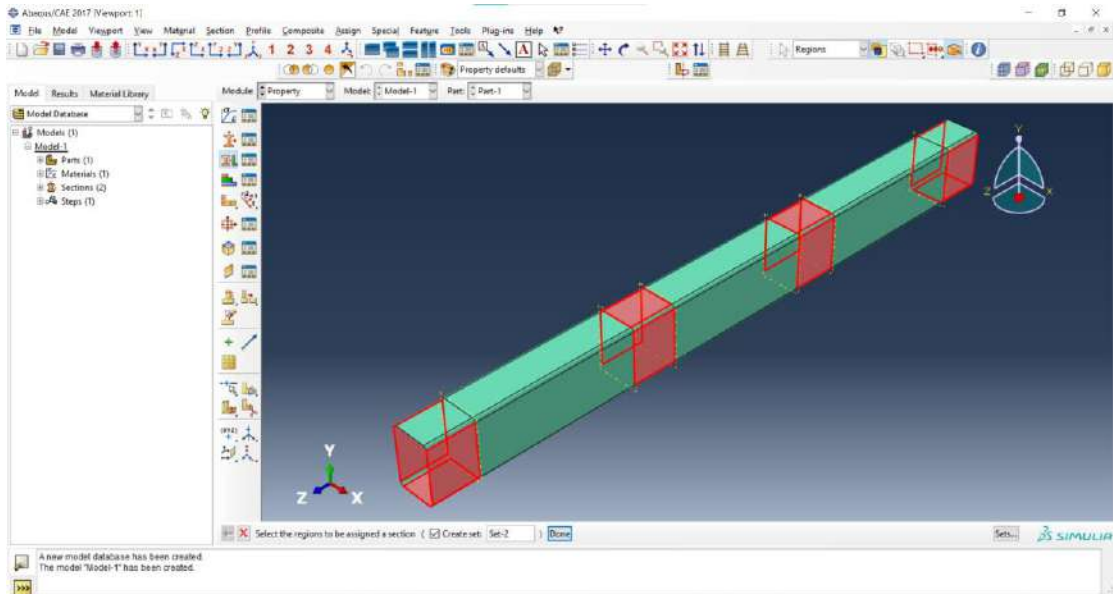 Abaqus/CAE 2017 [Viewport: 1]
File Model Viewport View Material Section Profile Composite Assign Special Feature Tools Plug-ins Help
1 2 3 4 A Regions
Property defaults
Model Results Material Library Module: Property Model: Model-1 Part: Part-1
Model Database
Models (1)
Model-1
Parts (1)
Materials (1)
Sections (2)
Steps (1)
Y
Z X
Y
Z X
Select the regions to be assigned a section ( Create set: Set-2 ) Done Sets... SIMULIA
A new model database has been created.
The model "Model-1" has been created.
>>>